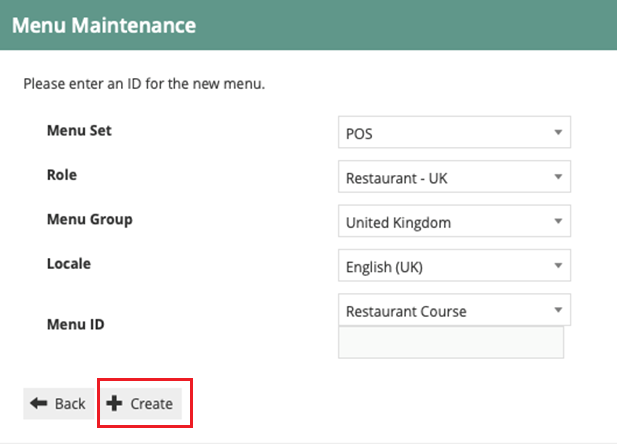 Menu Maintenance
Please enter an ID for the new menu.
Menu Set
POS
Role
Restaurant - UK
Menu Group
United Kingdom
Locale
English (UK)
Menu ID
Restaurant Course
Back
Create